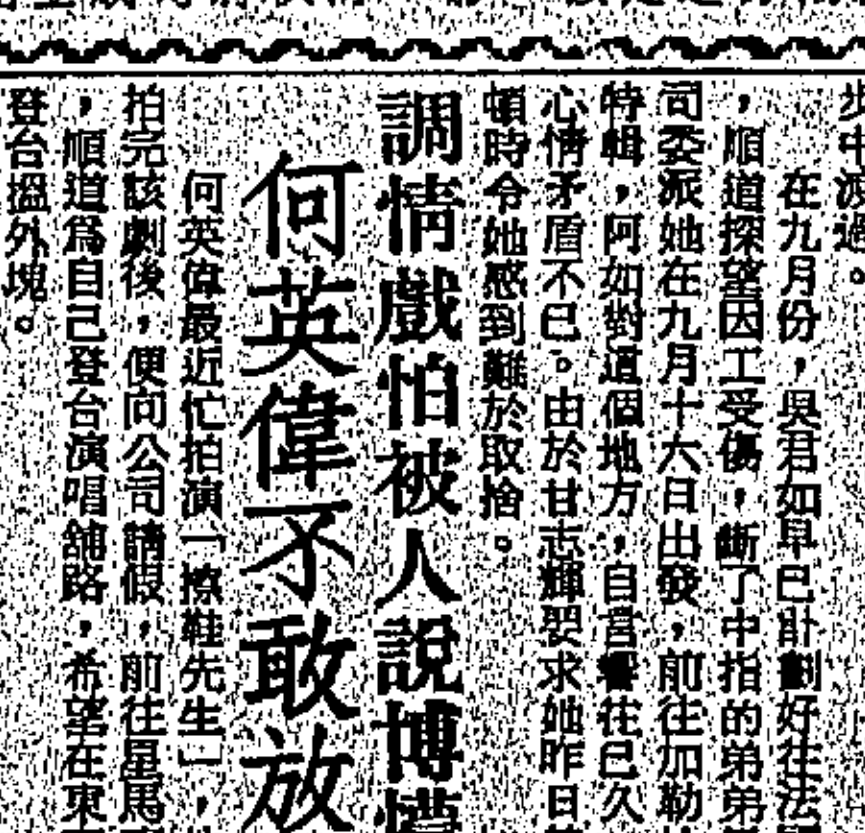 步中渡過。
在九月份，吳君如早已計劃好往法
，順道探望因工受傷，斷了中指的弟弟
司委派她在九月十六日出發，前往加勒
特輯，阿如對這個地方，自言嚮往已久
心情矛盾不已。由於甘志輝要求她昨日
頓時令她感到難於取捨。
調情戲怕被人說博懵
何英偉不敢放
何英偉最近忙拍演「擦鞋先生」，
拍完該劇後，便向公司請假，前往星馬
，順道爲自己登台演唱舖路，希望在東
登台搵外塊。